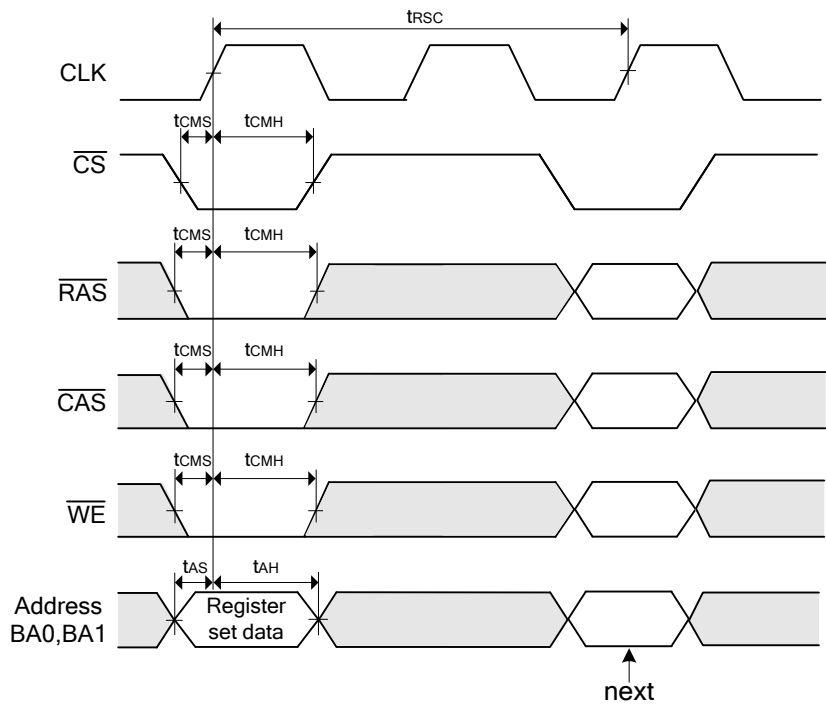 tRSC
CLK
tCMS tCMH
CS
tCMS tCMH
RAS
tCMS tCMH
CAS
tCMS tCMH
WE
tAS tAH
Address
BA0,BA1
Register
set data
next